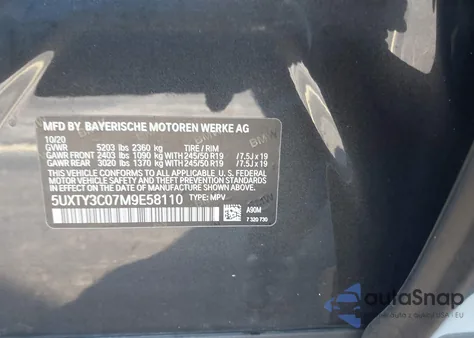 MFD BY BAYERISCHE MOTOREN WERKE AG
10/20
GVWR 5203 lbs 2360 kg TIRE / RIM
GAWR FRONT 2403 lbs 1090 kg WITH 245/50 R19 /7.5J x 19
GAWR REAR 3020 lbs 1370 kg WITH 245/50 R19 /7.5J x 19
THIS VEHICLE CONFORMS TO ALL APPLICABLE U. S. FEDERAL
MOTOR VEHICLE SAFETY STANDARDS IN EFFECT ON THE
DATE OF MANUFACTURE SHOWN ABOVE.
5UXTY3C07M9E58110 TYPE: MPV
A90M
7 320 730
BMW
autoSnap